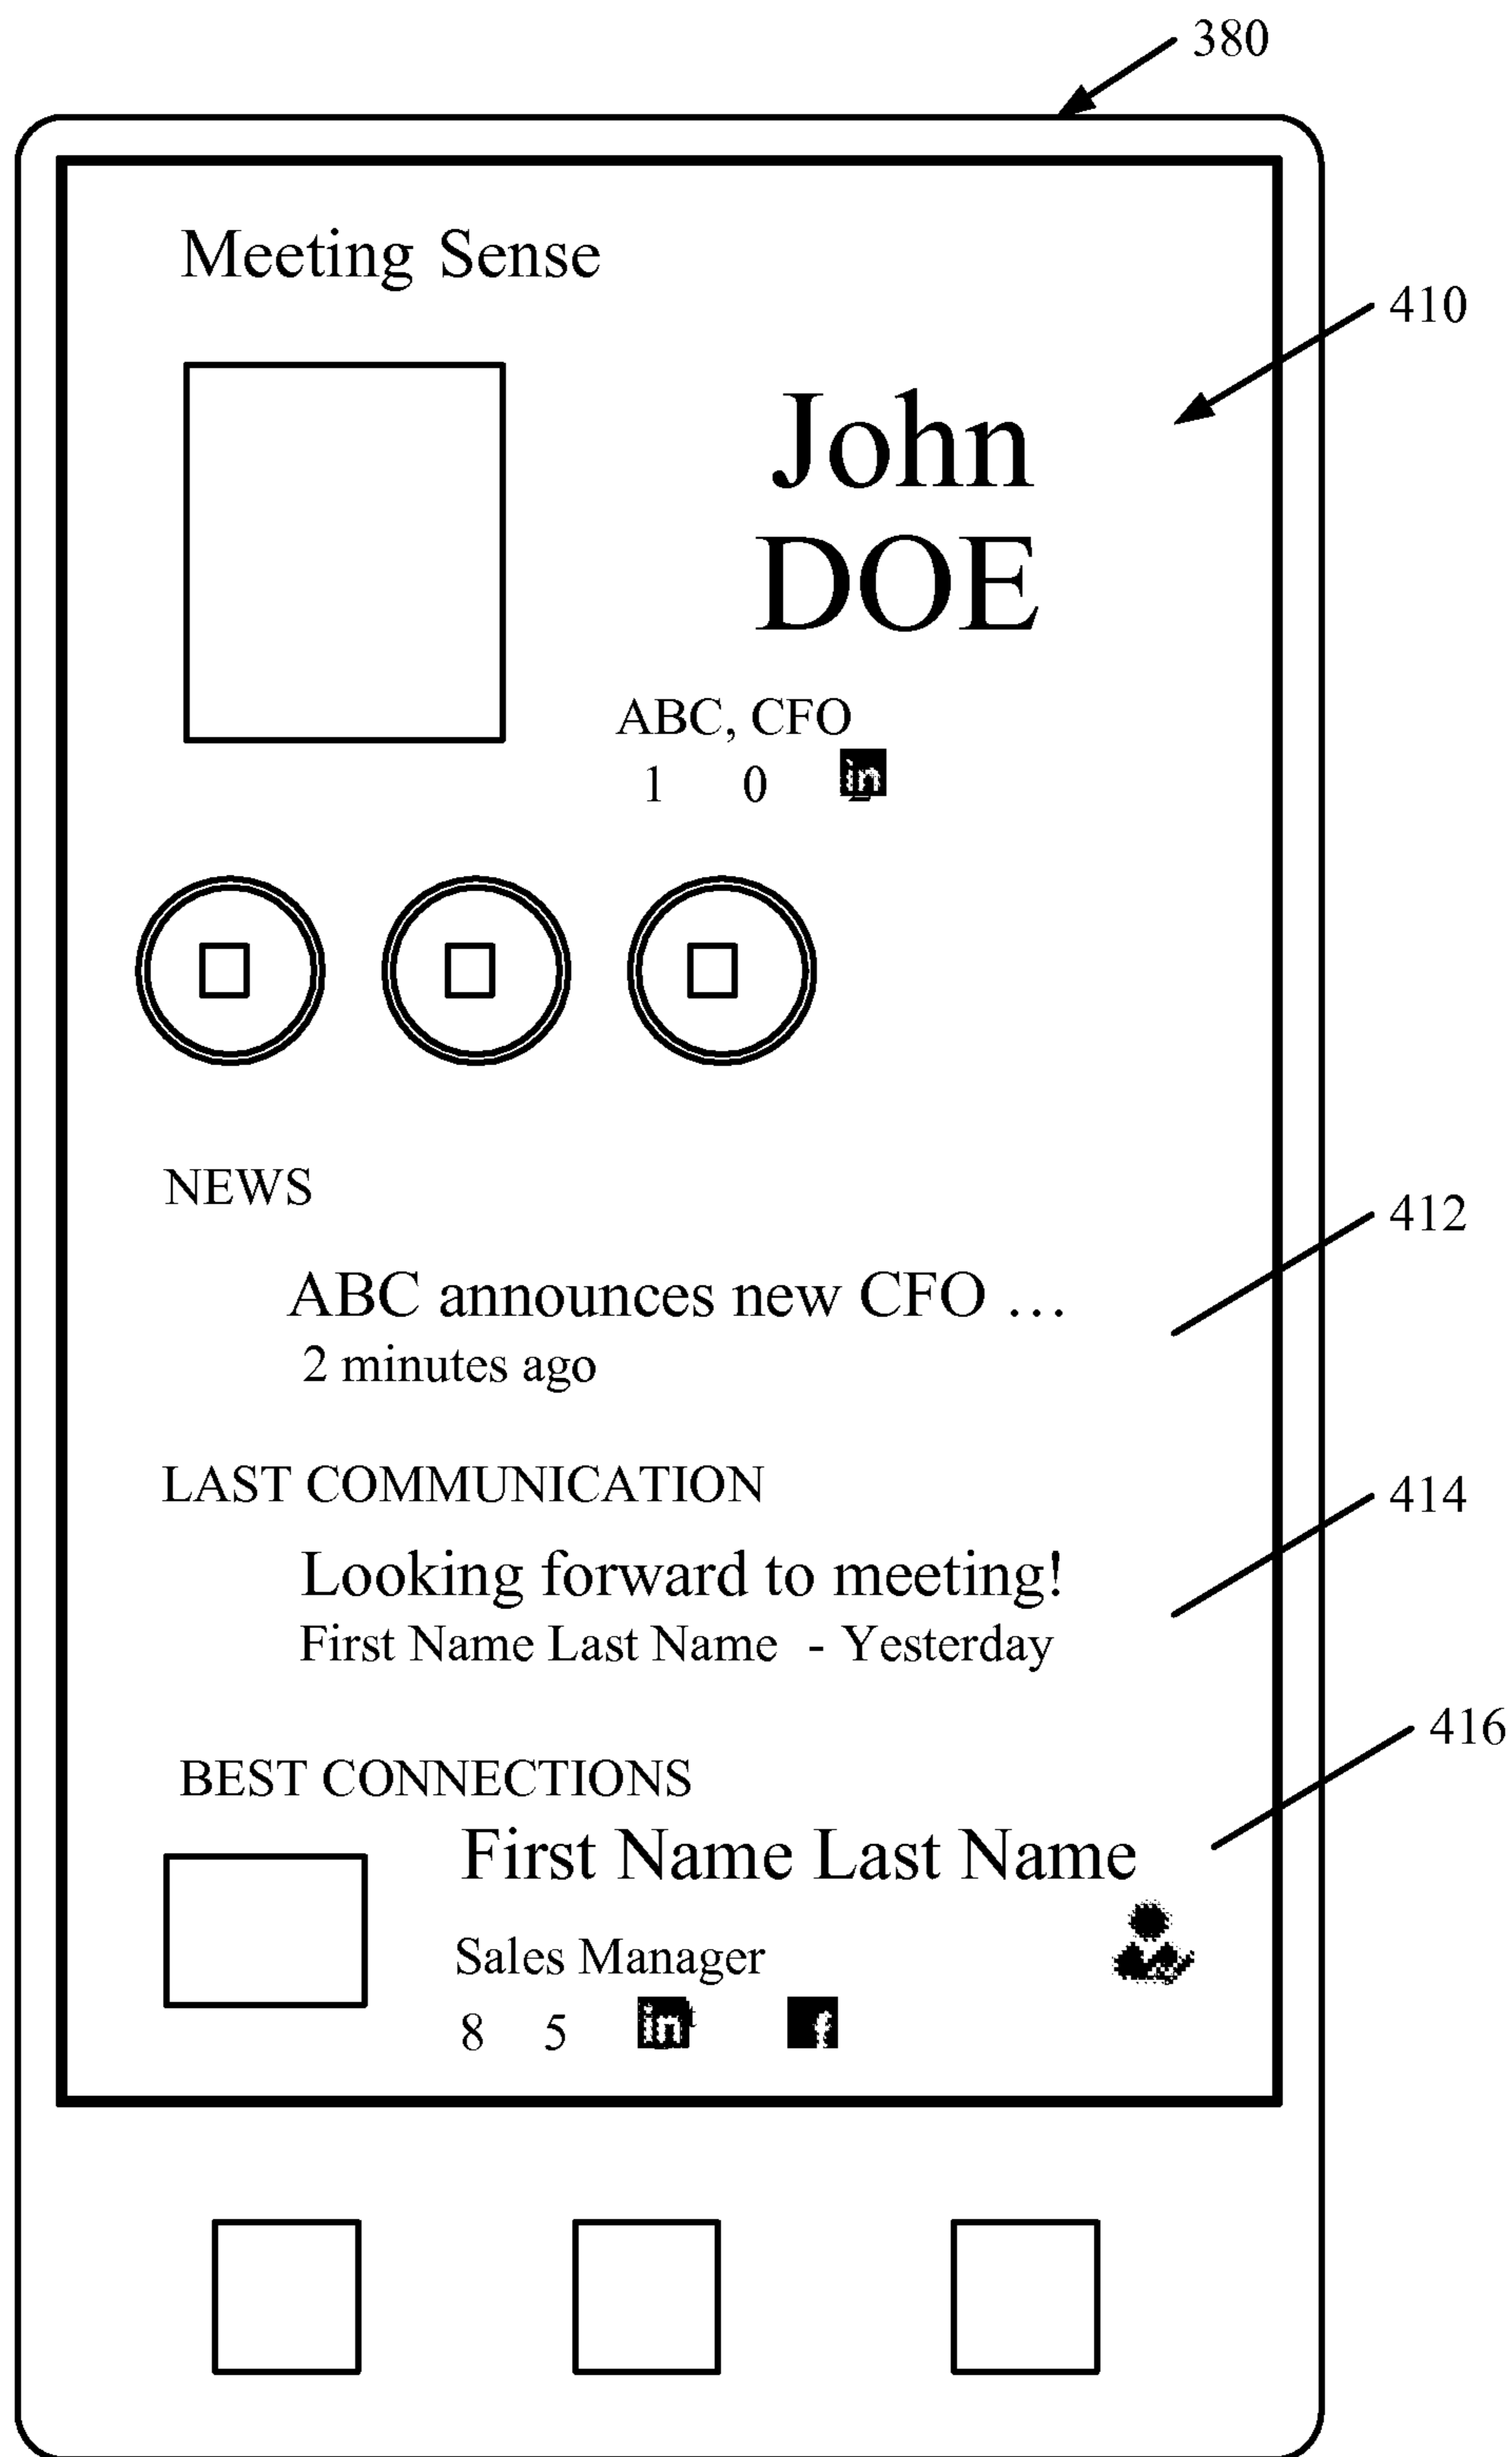 380
Meeting Sense
410
John
DOE
ABC, CFO
1 0 in
NEWS
412
ABC announces new CFO …
2 minutes ago
LAST COMMUNICATION
414
Looking forward to meeting!
First Name Last Name - Yesterday
416
BEST CONNECTIONS
First Name Last Name
Sales Manager
8 5 in f